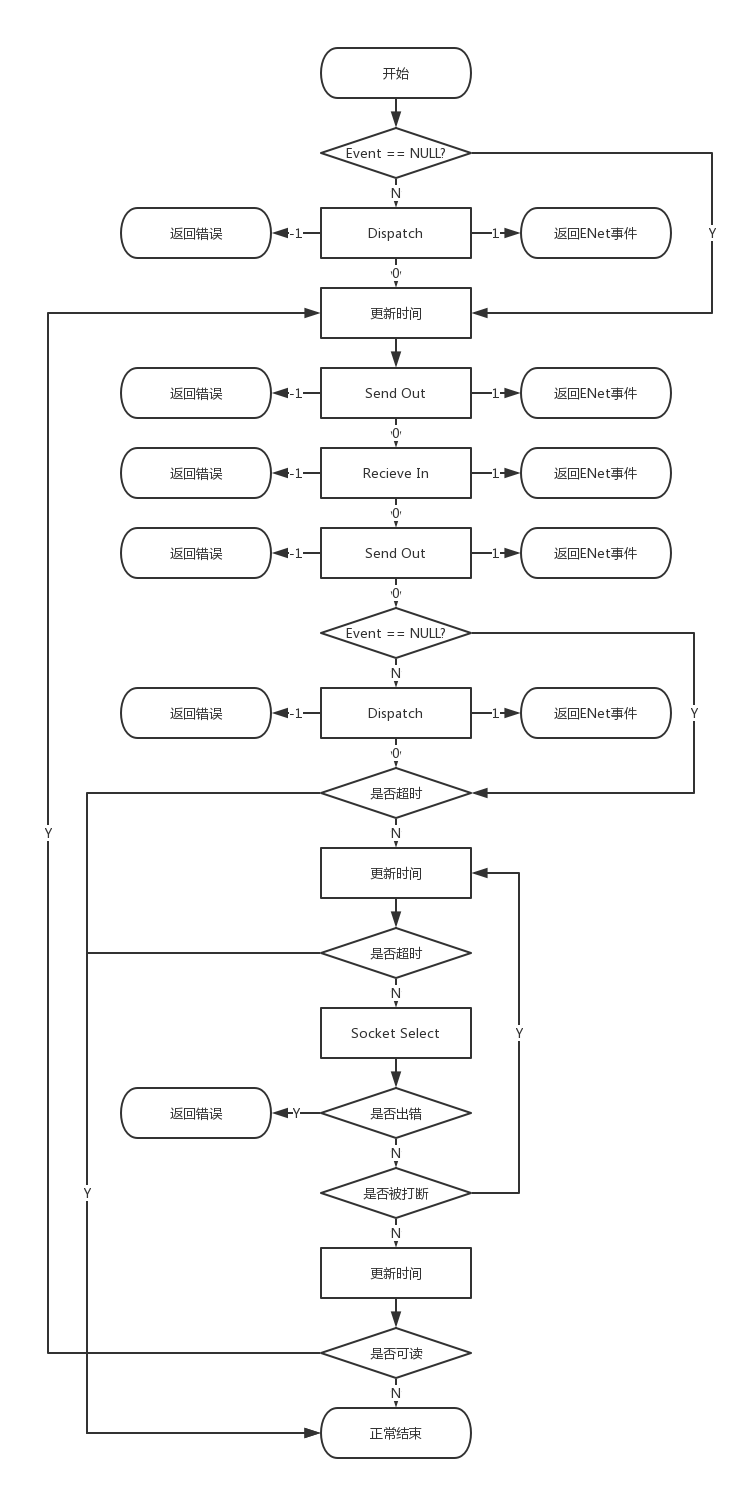 开始
Event == NULL?
N
返回错误 -1 Dispatch 1 返回ENet事件 Y
0
更新时间
返回错误 -1 Send Out 1 返回ENet事件
0
返回错误 -1 Recieve In 1 返回ENet事件
0
返回错误 -1 Send Out 1 返回ENet事件
0
Event == NULL?
N
返回错误 -1 Dispatch 1 返回ENet事件 Y
0
是否超时
Y N
更新时间
是否超时
N
Socket Select Y
返回错误 Y 是否出错
N
Y 是否被打断
N
更新时间
是否可读
N
正常结束